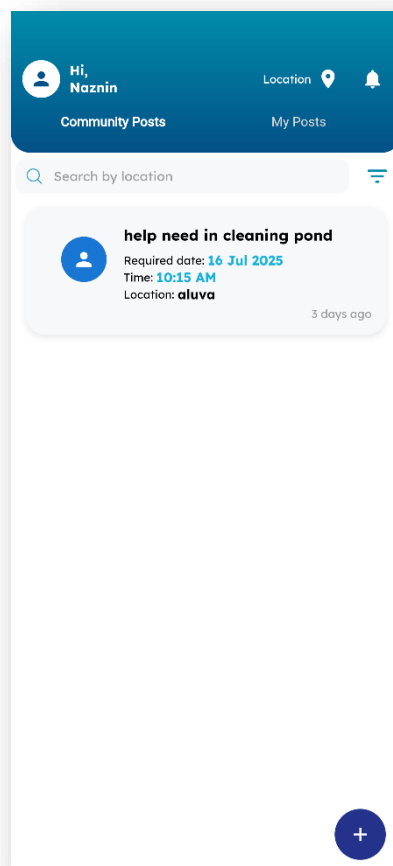 Hi,
Naznin
Location
Community Posts
My Posts
Search by location
help need in cleaning pond
Required date: 16 Jul 2025
Time: 10:15 AM
Location: aluva
3 days ago
+